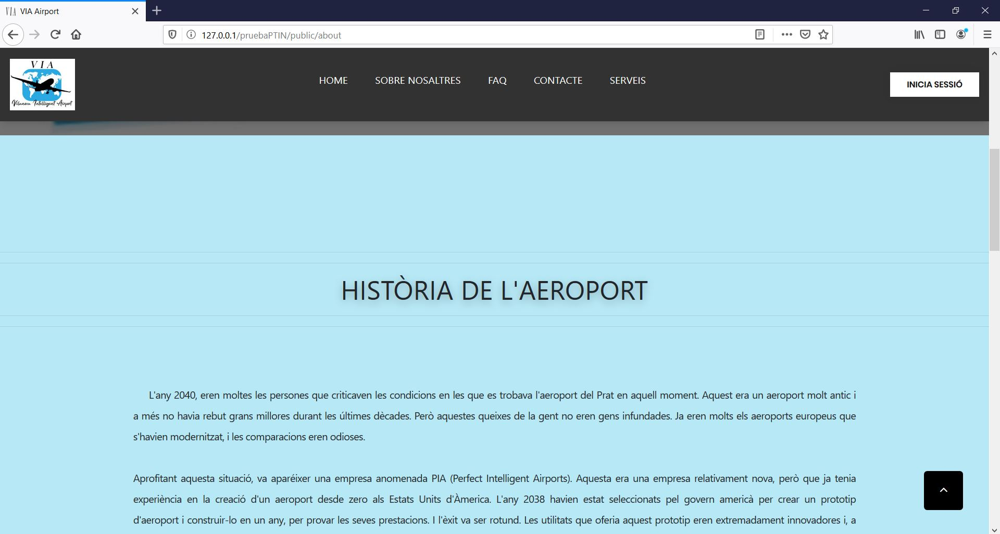 VIA VIA Airport
127.0.0.1/pruebaPTIN/public/about
VIA
Vilanova Intelligent Airport
HOME SOBRE NOSALTRES FAQ CONTACTE SERVEIS
INICIA SESSIÓ
HISTÒRIA DE L'AEROPORT
L'any 2040, eren moltes les persones que criticaven les condicions en les que es trobava l'aeroport del Prat en aquell moment. Aquest era un aeroport molt antic i
a més no havia rebut grans millores durant les últimes dècades. Però aquestes queixes de la gent no eren gens infundades. Ja eren molts els aeroports europeus que
s'havien modernitzat, i les comparacions eren odioses.
Aprofitant aquesta situació, va aparéixer una empresa anomenada PIA (Perfect Intelligent Airports). Aquesta era una empresa relativament nova, però que ja tenia
experiència en la creació d'un aeroport desde zero als Estats Units d'Àmerica. L'any 2038 havien estat seleccionats pel govern americà per crear un prototip
d'aeroport i construir-lo en un any, per provar les seves prestacions. I l'èxit va ser rotund. Les utilitats que oferia aquest prototip eren extremadament innovadores i, a